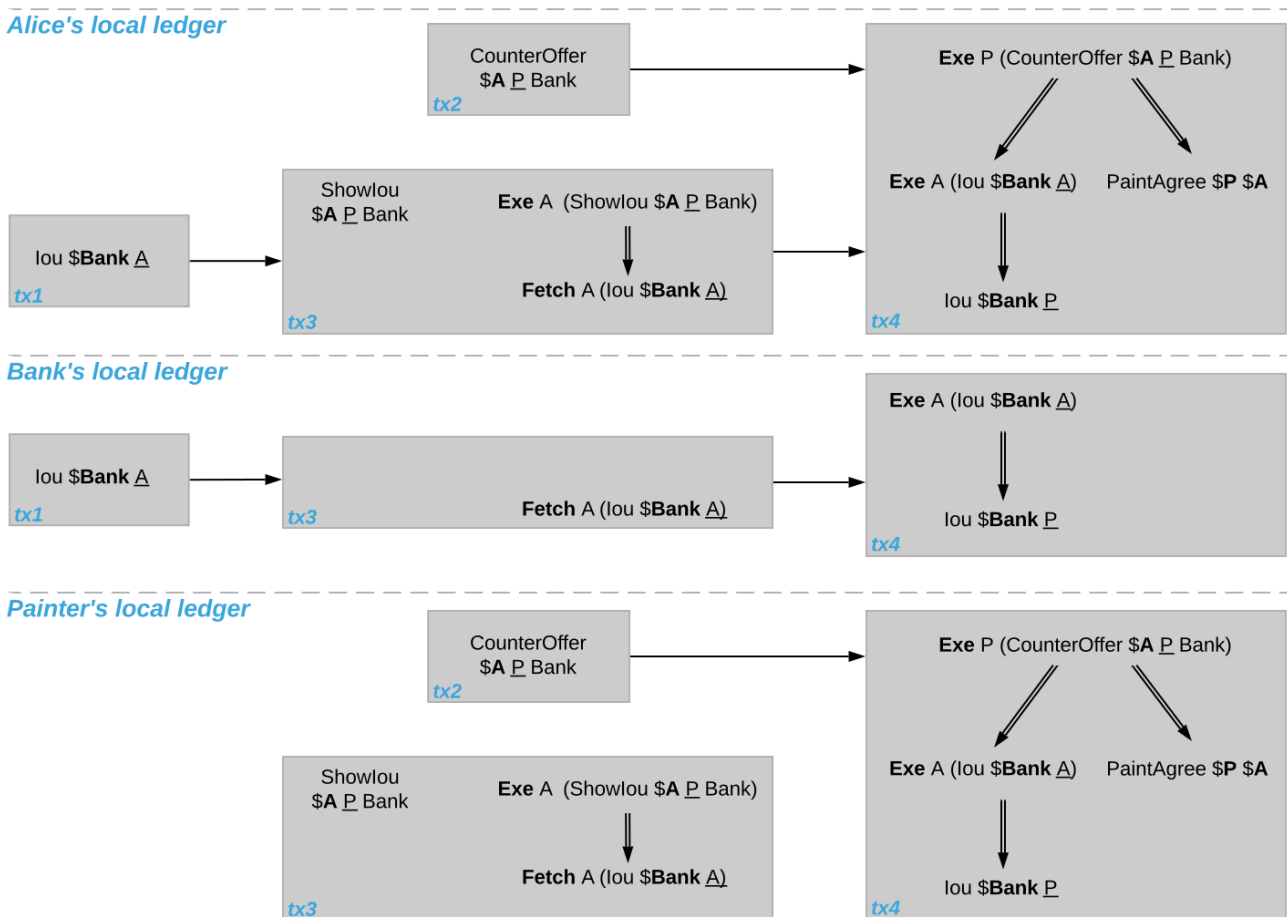 Alice's local ledger
CounterOffer
$A P Bank
tx2
Exe P (CounterOffer $A P Bank)
Exe A (Iou $Bank A)
PaintAgree $P $A
Iou $Bank P
tx4
ShowIou
$A P Bank
Exe A (ShowIou $A P Bank)
Fetch A (Iou $Bank A)
tx3
Iou $Bank A
tx1
Bank's local ledger
Iou $Bank A
tx1
Fetch A (Iou $Bank A)
tx3
Exe A (Iou $Bank A)
Iou $Bank P
tx4
Painter's local ledger
CounterOffer
$A P Bank
tx2
Exe P (CounterOffer $A P Bank)
Exe A (Iou $Bank A)
PaintAgree $P $A
Iou $Bank P
tx4
ShowIou
$A P Bank
Exe A (ShowIou $A P Bank)
Fetch A (Iou $Bank A)
tx3